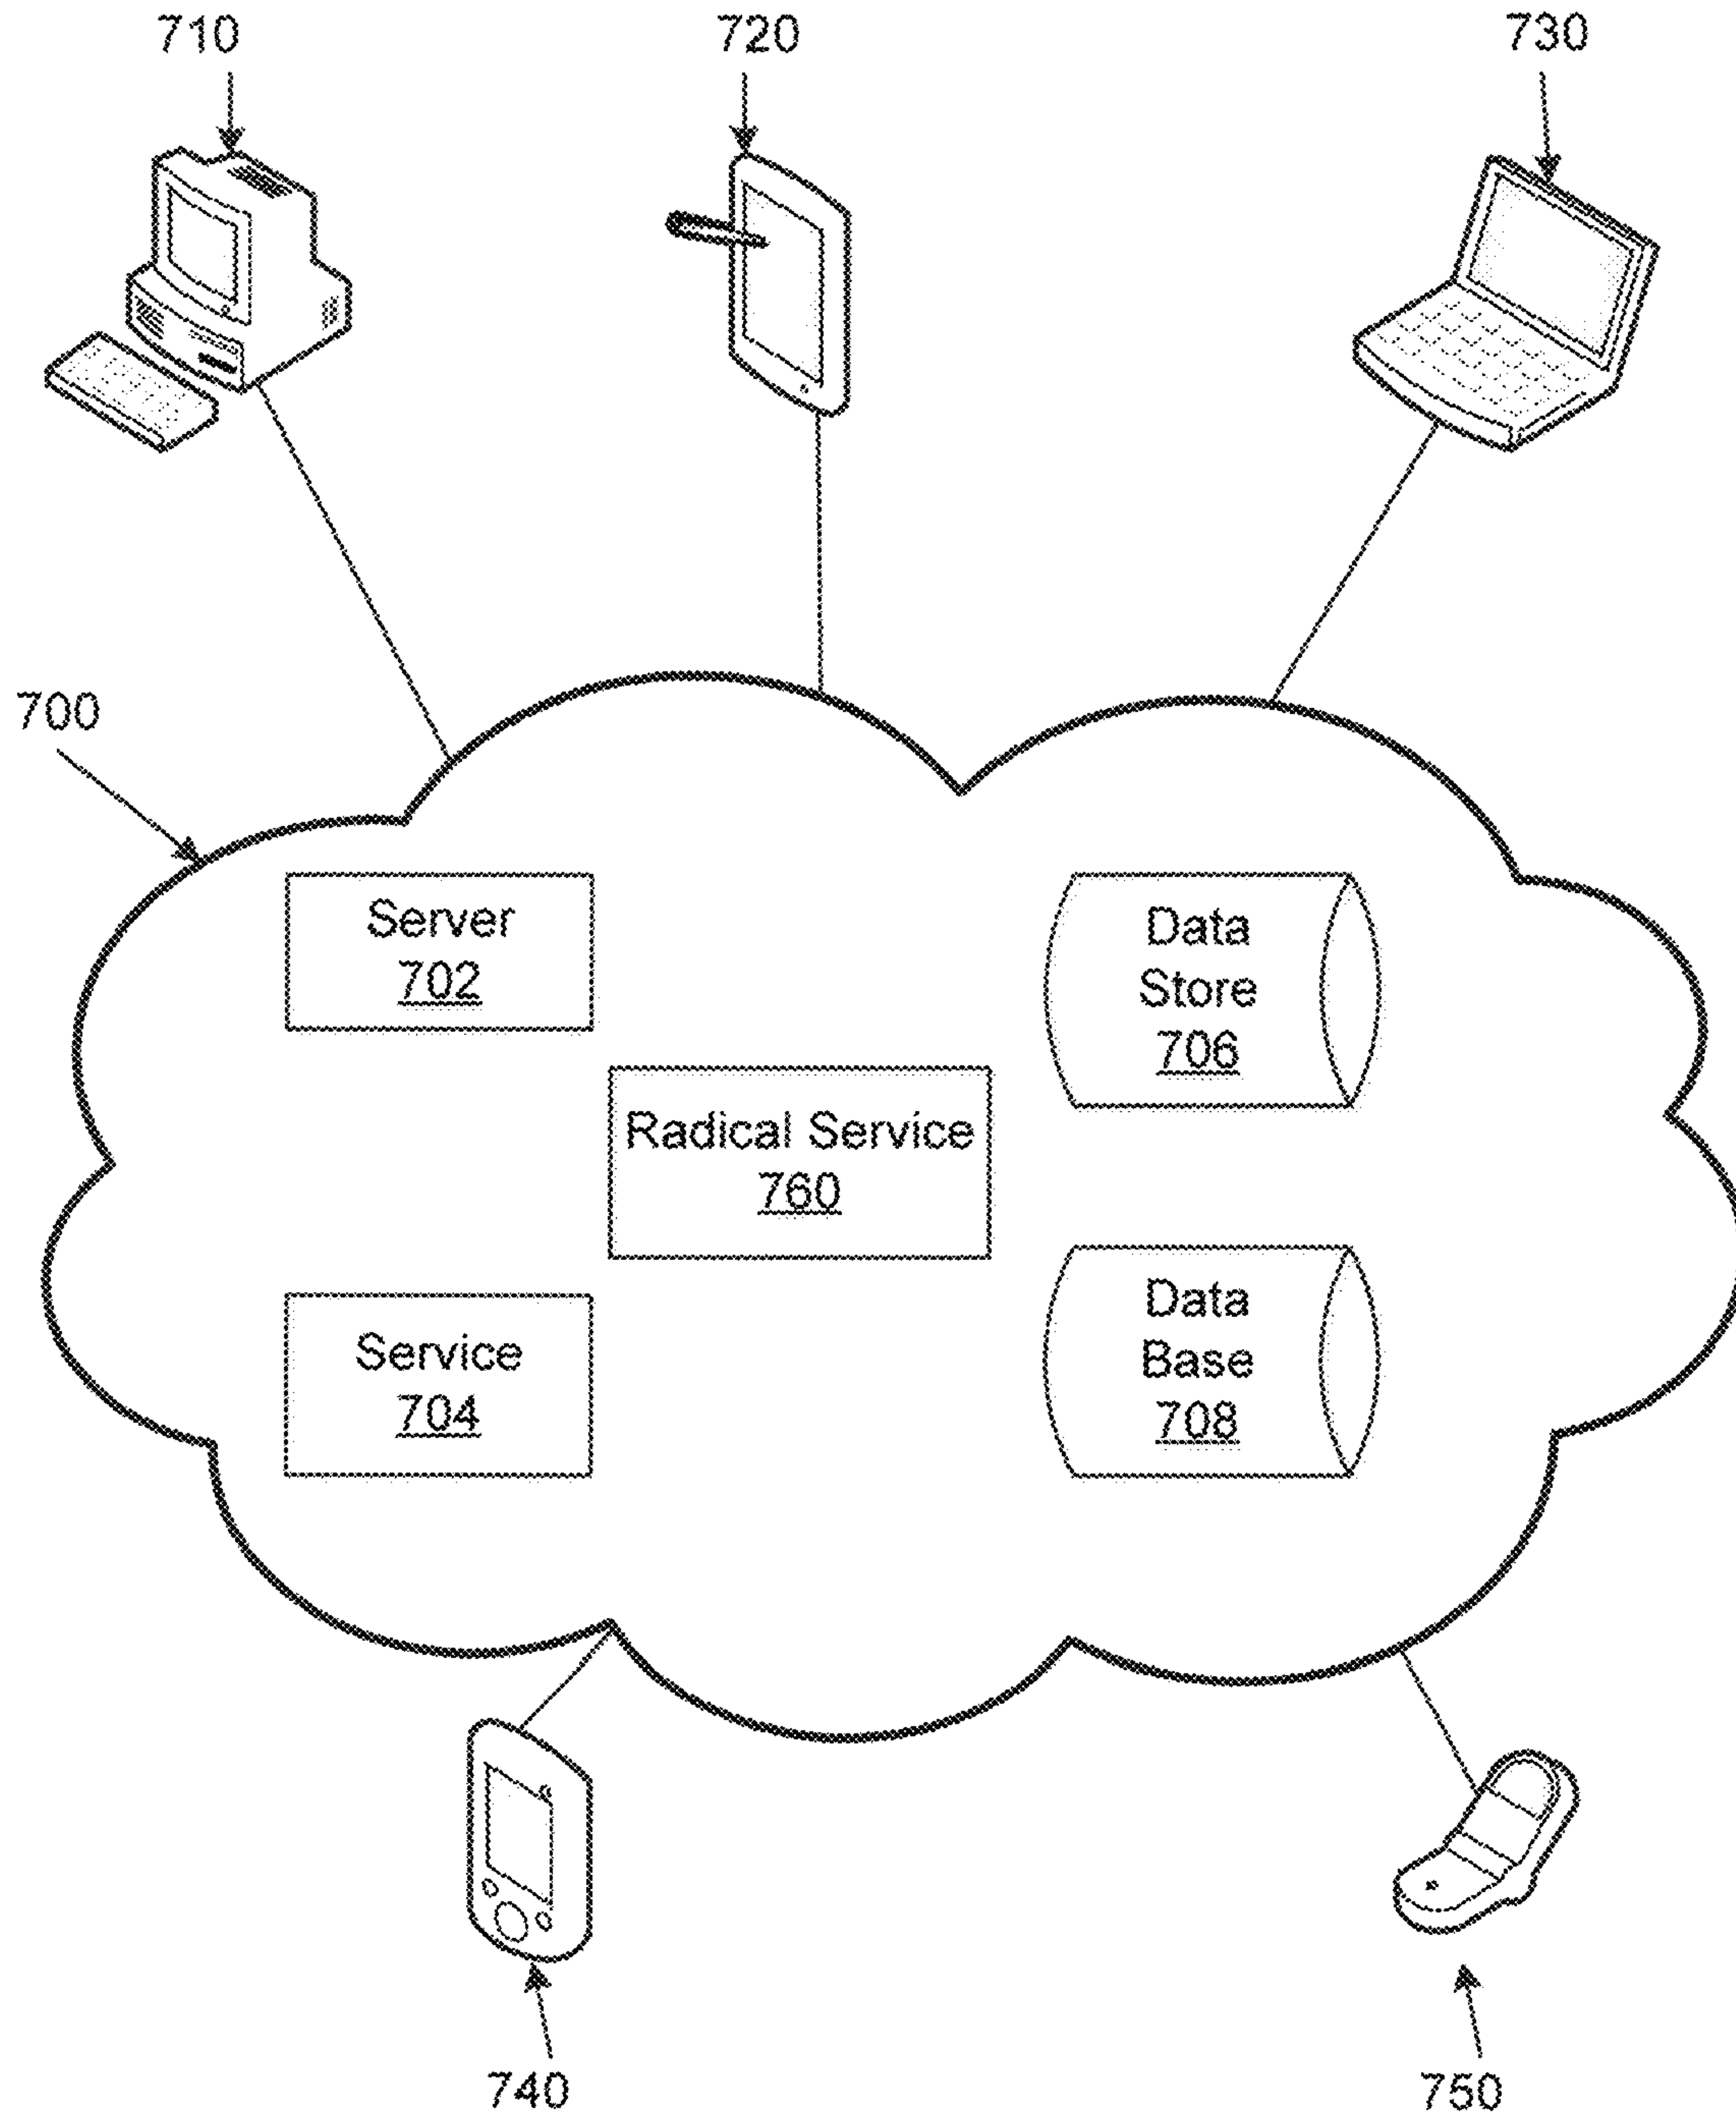 710
720
730
700
Server
702
Data
Store
706
Radical Service
760
Service
704
Data
Base
708
740
750